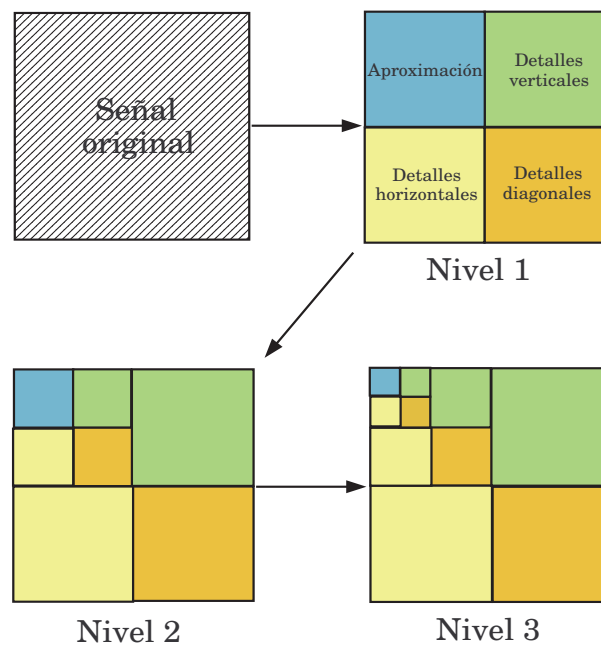 Señal
original
Aproximación
Detalles
verticales
Detalles
horizontales
Detalles
diagonales
Nivel 1
Nivel 2
Nivel 3